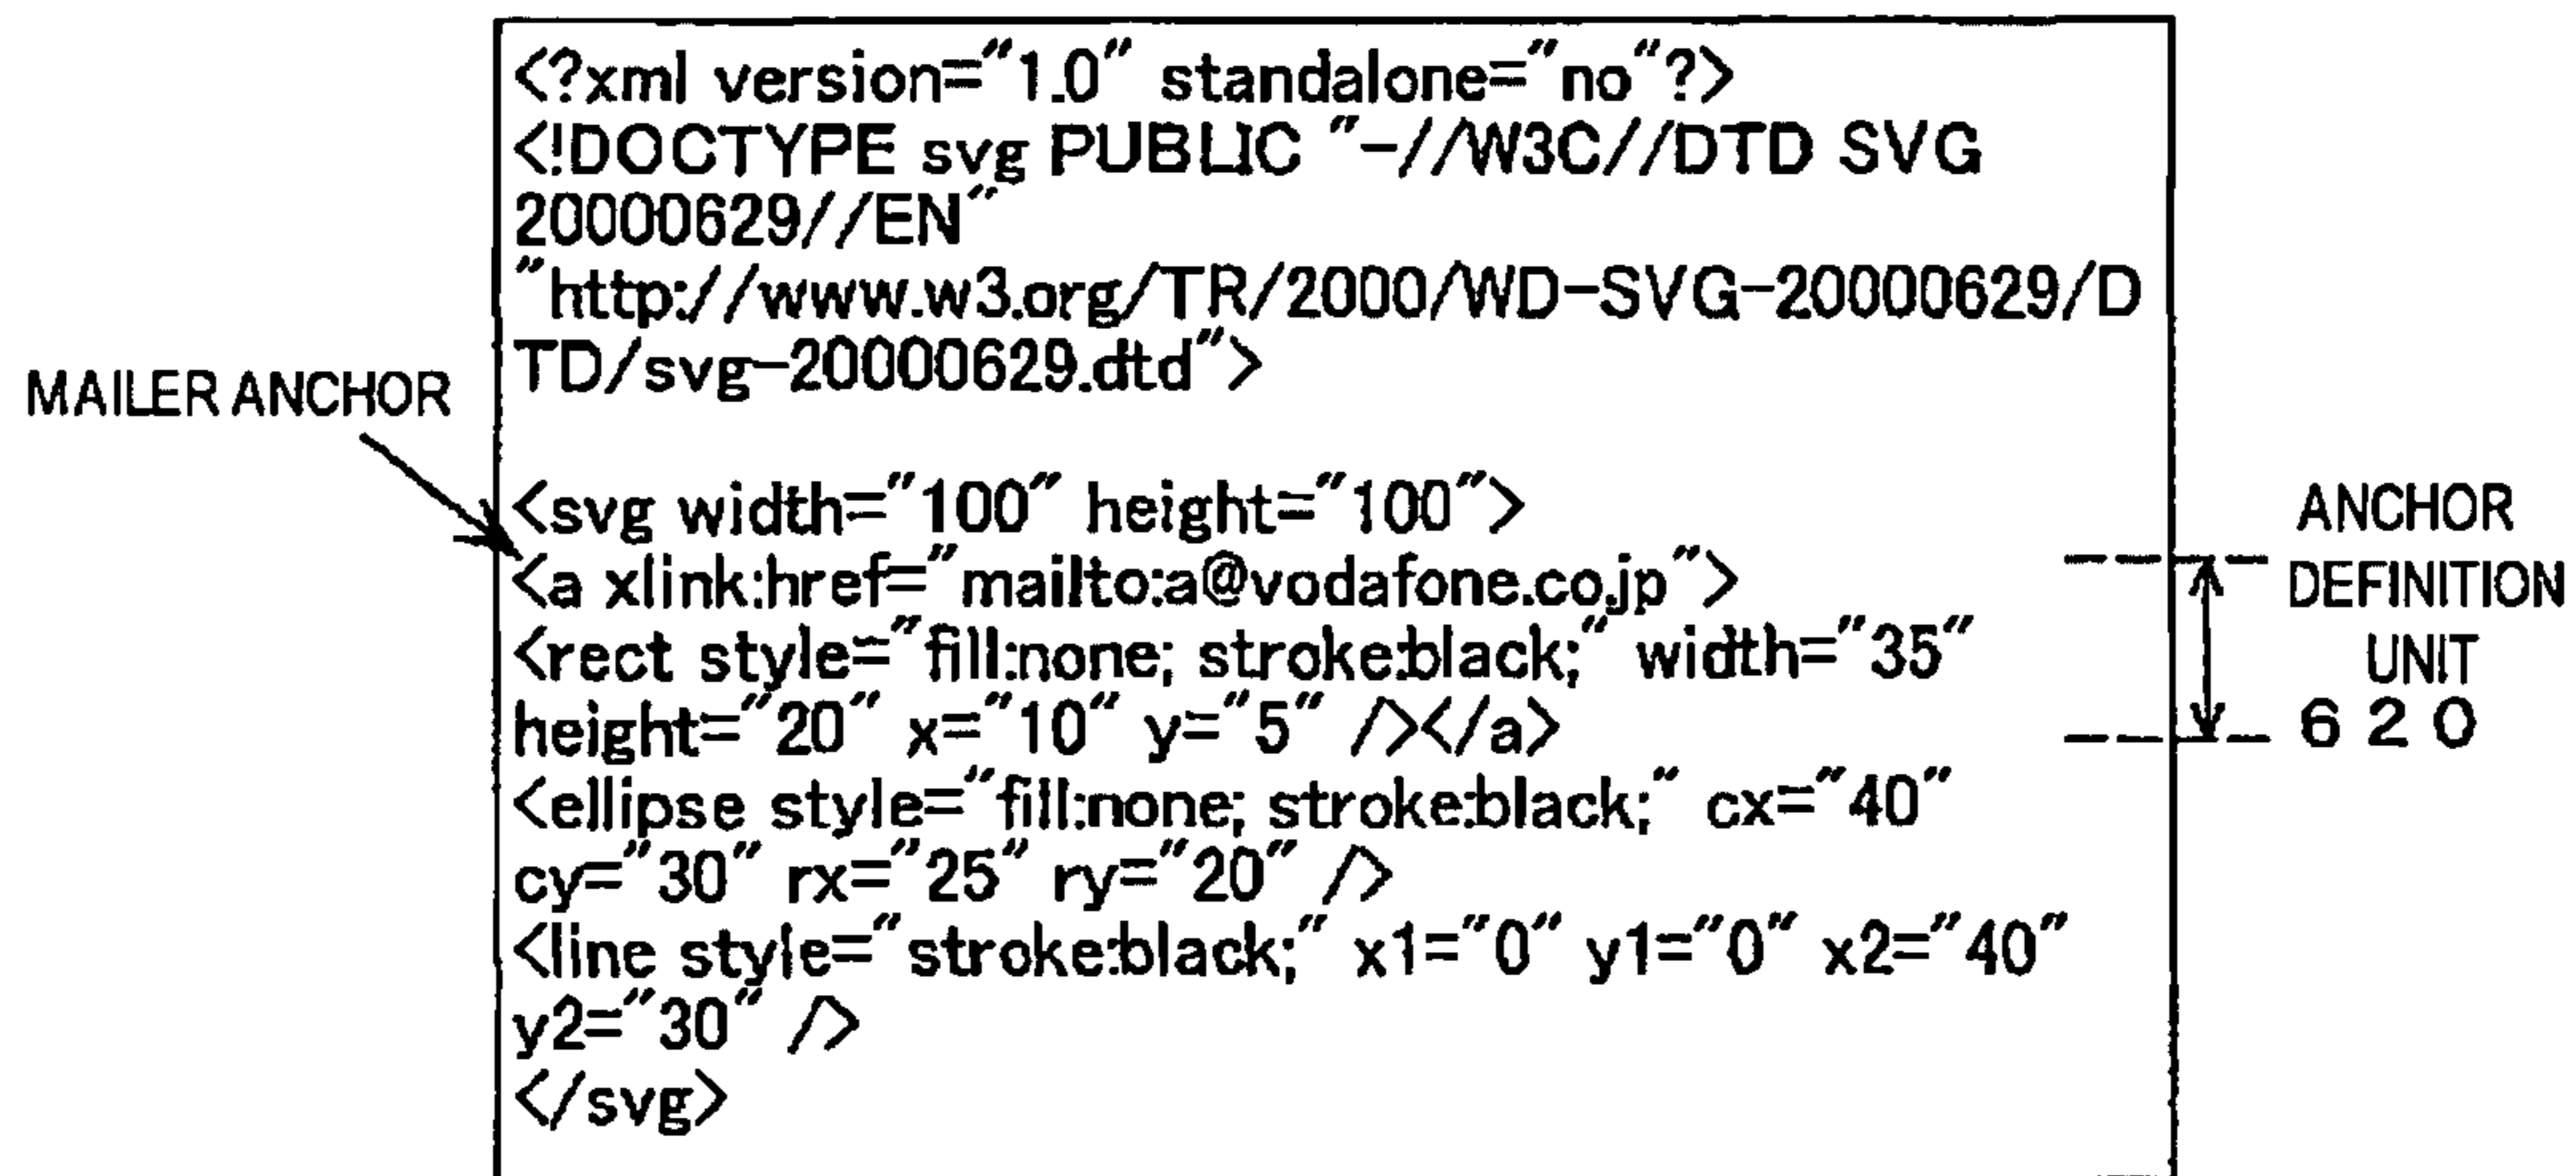 <?xml version="1.0" standalone="no"?>
<!DOCTYPE svg PUBLIC "-//W3C//DTD SVG
20000629//EN"
"http://www.w3.org/TR/2000/WD-SVG-20000629/D
TD/svg-20000629.dtd">
MAILER ANCHOR
<svg width="100" height="100">
<a xlink:href="mailto:a@vodafone.co.jp">
<rect style="fill:none; stroke:black;" width="35"
height="20" x="10" y="5" /></a>
<ellipse style="fill:none; stroke:black;" cx="40"
cy="30" rx="25" ry="20" />
<line style="stroke:black;" x1="0" y1="0" x2="40"
y2="30" />
</svg>
ANCHOR
DEFINITION
UNIT
620